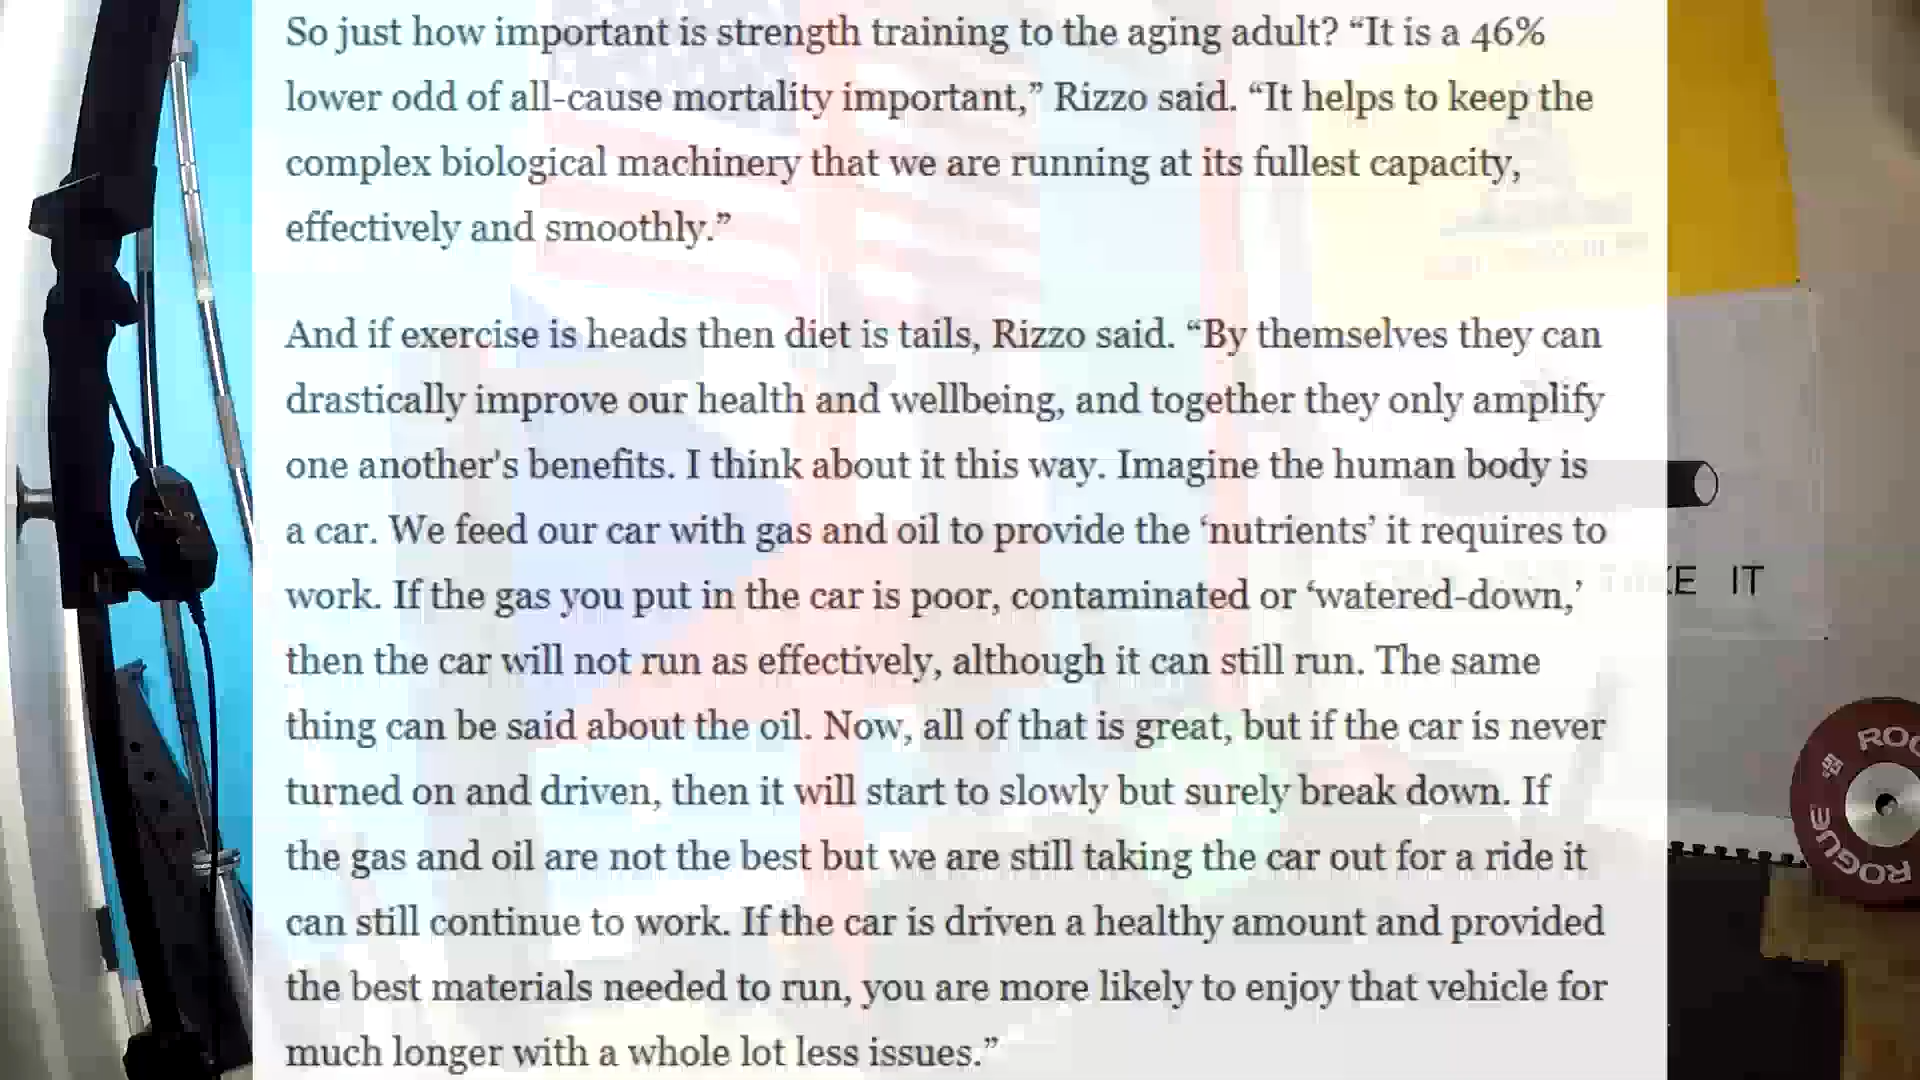 So just how important is strength training to the aging adult? “It is a 46%
lower odd of all-cause mortality important,” Rizzo said. “It helps to keep the
complex biological machinery that we are running at its fullest capacity,
effectively and smoothly.”
And if exercise is heads then diet is tails, Rizzo said. “By themselves they can
drastically improve our health and wellbeing, and together they only amplify
one another's benefits. I think about it this way. Imagine the human body is
a car. We feed our car with gas and oil to provide the ‘nutrients’ it requires to
work. If the gas you put in the car is poor, contaminated or ‘watered-down,’
then the car will not run as effectively, although it can still run. The same
thing can be said about the oil. Now, all of that is great, but if the car is never
turned on and driven, then it will start to slowly but surely break down. If
the gas and oil are not the best but we are still taking the car out for a ride it
can still continue to work. If the car is driven a healthy amount and provided
the best materials needed to run, you are more likely to enjoy that vehicle for
much longer with a whole lot less issues.”
IT
ROGUE